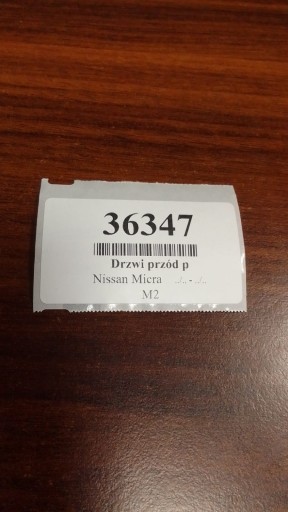 36347
Drzwi przód p
Nissan Micra ../.. - ../..
M2